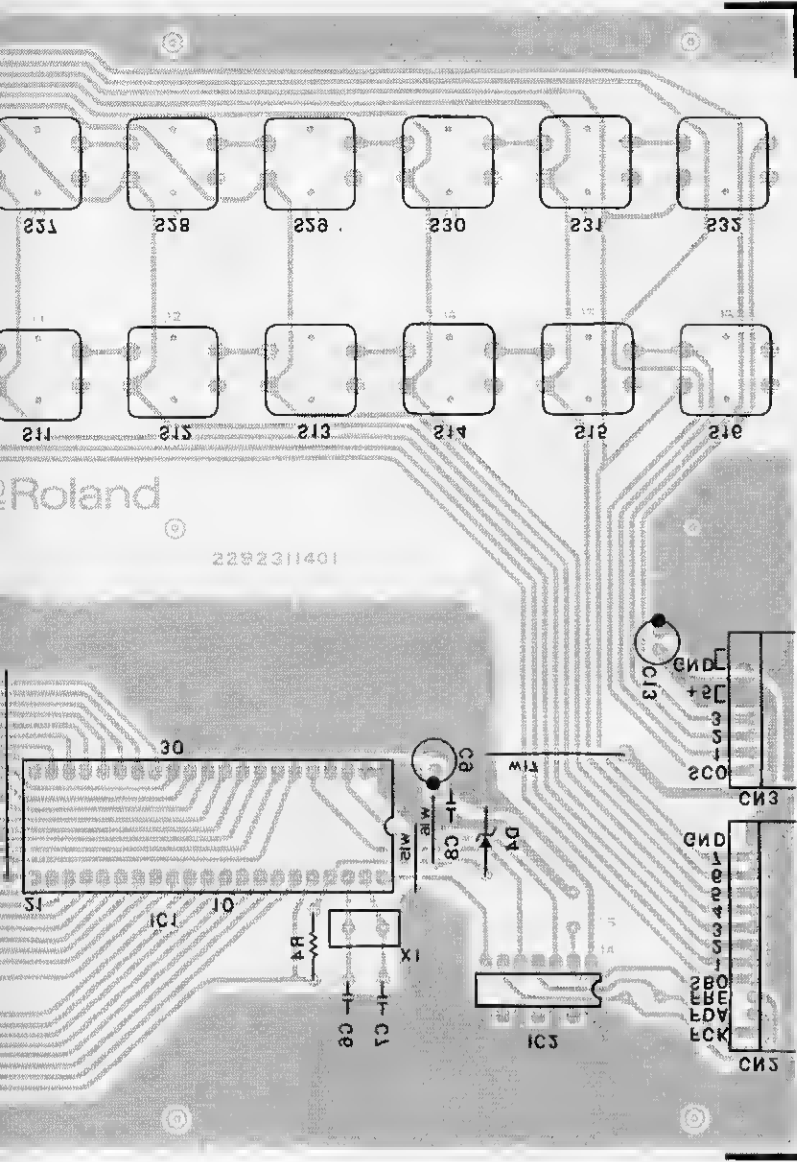 S27 S28 S29 S30 S31 S32
S11 S12 S13 S14 S15 S16
Roland
2292311401
C13
GND
+5
3
2
1
SC0
CN3
30
C9
W17
W15
W16
C8
D4
21
IC1
10
R4
X1
C6
C7
IC2
GND
7
6
5
4
3
2
1
SB0
FRE
FDA
FCK
CN2